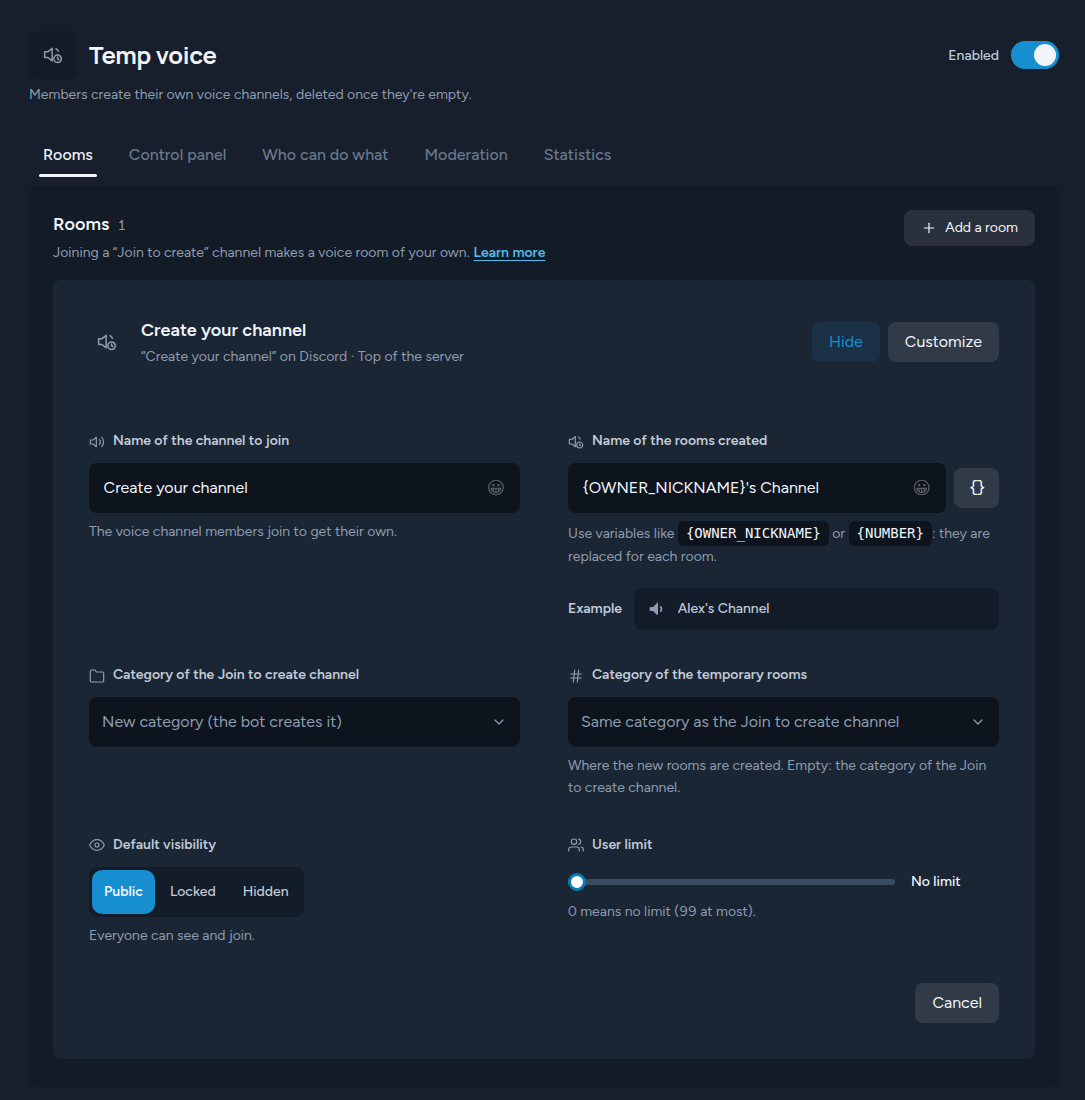 Temp voice
Enabled
Members create their own voice channels, deleted once they're empty.
Rooms
Control panel
Who can do what
Moderation
Statistics
Rooms 1
Add a room
Joining a “Join to create” channel makes a voice room of your own. Learn more
Create your channel
“Create your channel” on Discord · Top of the server
Hide
Customize
Name of the channel to join
Create your channel
The voice channel members join to get their own.
Name of the rooms created
{OWNER_NICKNAME}'s Channel
{}
Use variables like {OWNER_NICKNAME} or {NUMBER} : they are
replaced for each room.
Example
Alex's Channel
Category of the Join to create channel
New category (the bot creates it)
Category of the temporary rooms
Same category as the Join to create channel
Where the new rooms are created. Empty: the category of the Join
to create channel.
Default visibility
Public
Locked
Hidden
Everyone can see and join.
User limit
No limit
0 means no limit (99 at most).
Cancel